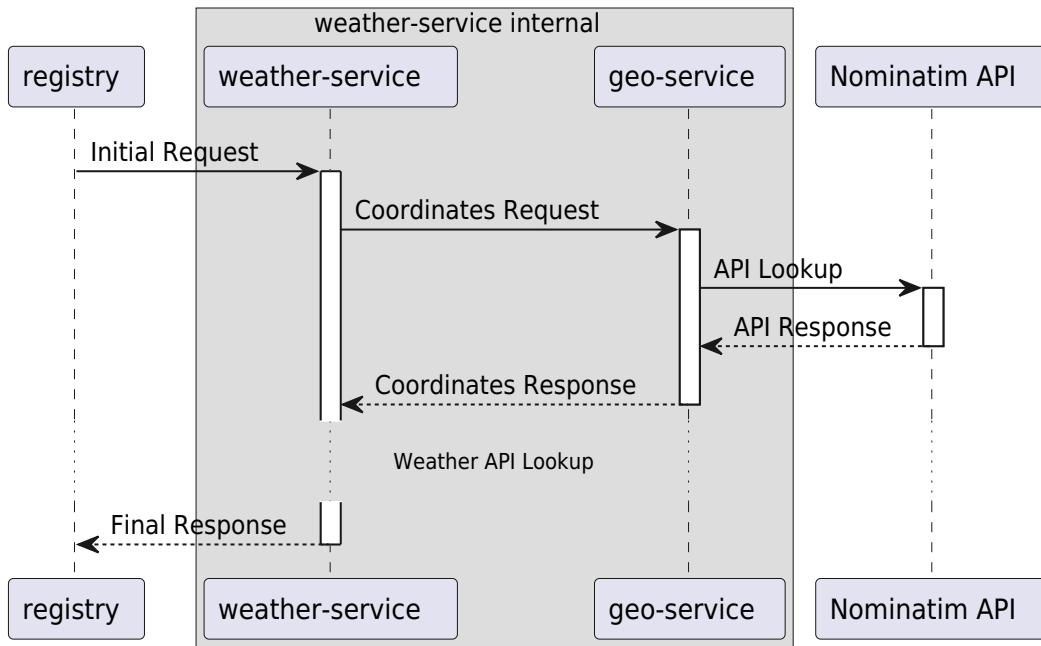 weather-service internal
registry
weather-service
geo-service
Nominatim API
Initial Request
Coordinates Request
API Lookup
API Response
Coordinates Response
Weather API Lookup
Final Response
registry
weather-service
geo-service
Nominatim API